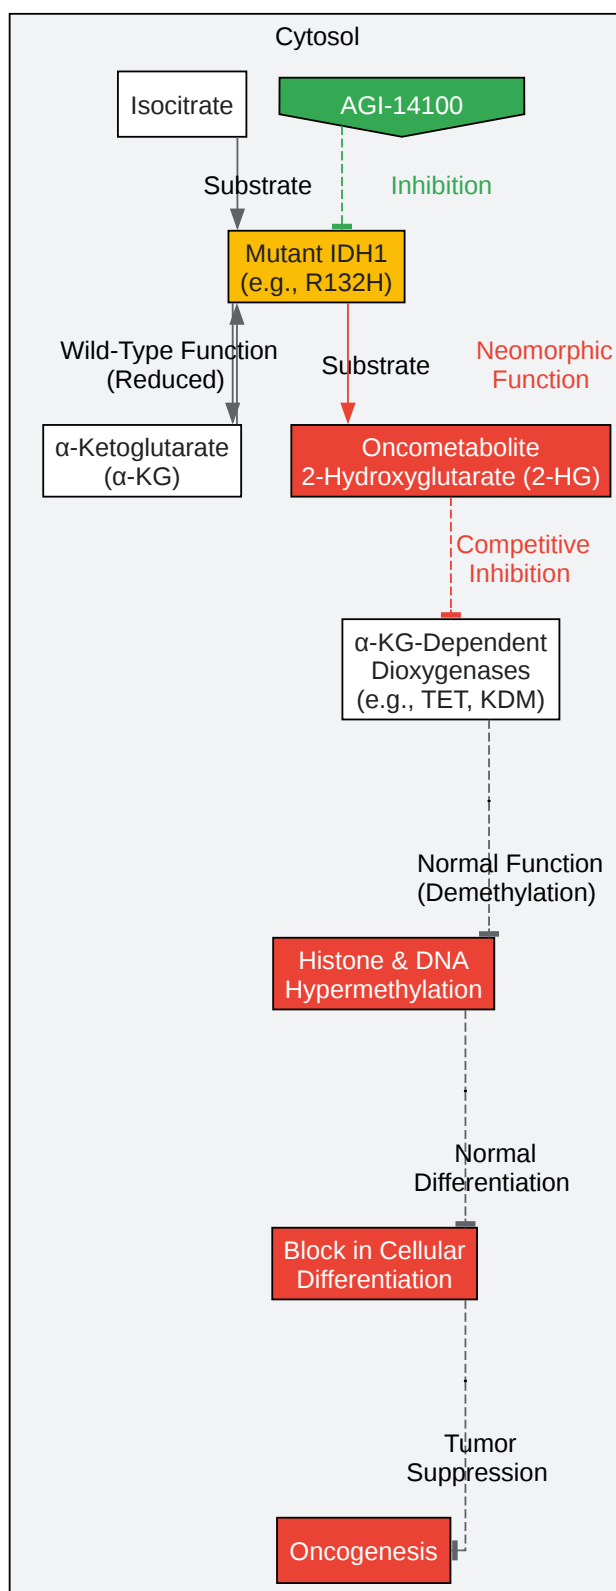 Cytosol
Isocitrate
AGI-14100
Substrate
Inhibition
Mutant IDH1
(e.g., R132H)
Wild-Type Function
(Reduced)
Substrate
Neomorphic
Function
α-Ketoglutarate
(α-KG)
Oncometabolite
2-Hydroxyglutarate (2-HG)
Competitive
Inhibition
α-KG-Dependent
Dioxygenases
(e.g., TET, KDM)
Normal Function
(Demethylation)
Histone & DNA
Hypermethylation
Normal
Differentiation
Block in Cellular
Differentiation
Tumor
Suppression
Oncogenesis